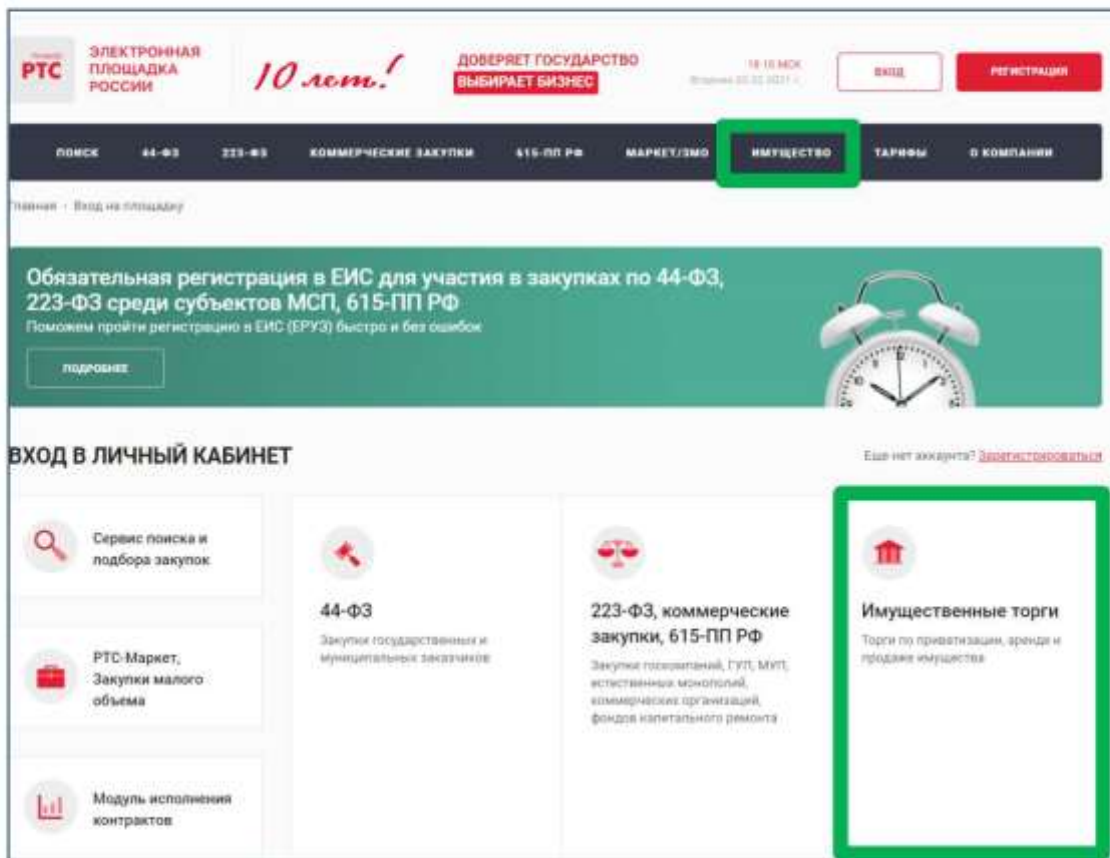 РТС
ЭЛЕКТРОННАЯ
ПЛОЩАДКА
РОССИИ
10 лет!
ДОВЕРЯЕТ ГОСУДАРСТВО
ВЫБИРАЕТ БИЗНЕС
МСК
ВХОД
РЕГИСТРАЦИЯ
ПОИСК 44-ФЗ 223-ФЗ КОММЕРЧЕСКИЕ ЗАКУПКИ 615-ПП РФ МАРКЕТ/ЗМО ИМУЩЕСТВО ТАРИФЫ О КОМПАНИИ
Главная - Вход на площадку
Обязательная регистрация в ЕИС для участия в закупках по 44-ФЗ,
223-ФЗ среди субъектов МСП, 615-ПП РФ
Поможем пройти регистрацию в ЕИС (ЕРУЗ) быстро и без ошибок
ПОДРОБНЕЕ
ВХОД В ЛИЧНЫЙ КАБИНЕТ
Еще нет аккаунта? Зарегистрироваться
Сервис поиска и
подбора закупок
РТС-Маркет,
Закупки малого
объема
Модуль исполнения
контрактов
44-ФЗ
Закупки государственных и
муниципальных заказчиков
223-ФЗ, коммерческие
закупки, 615-ПП РФ
Закупки госкомпаний, ГУП, МУП,
естественных монополий,
коммерческих организаций,
фондов капитального ремонта
Имущественные торги
Торги по приватизации, аренде и
продаже имущества